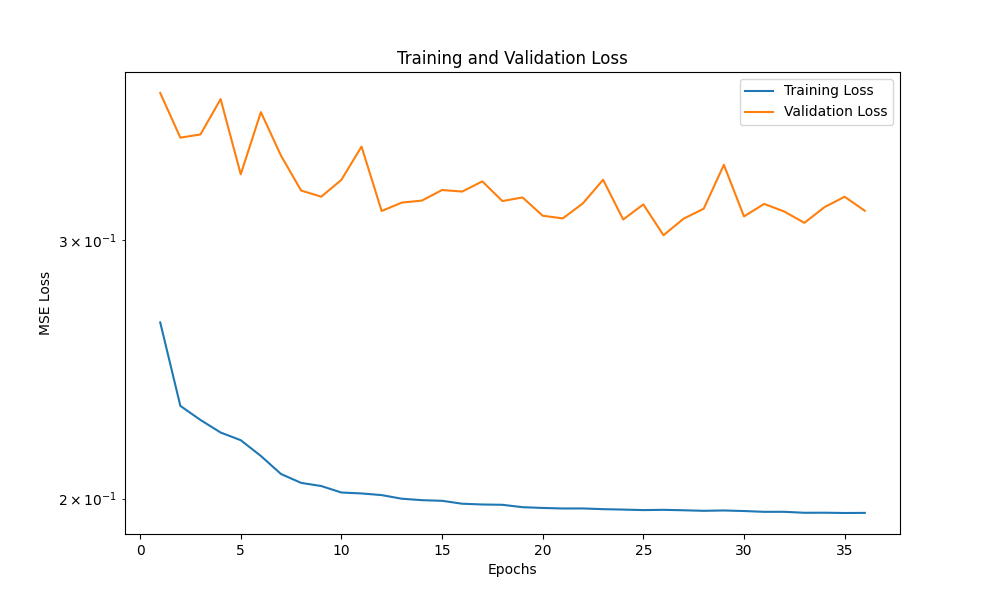 Training and Validation Loss
Training Loss
Validation Loss
3 × 10⁻¹
2 × 10⁻¹
MSE Loss
0 5 10 15 20 25 30 35
Epochs